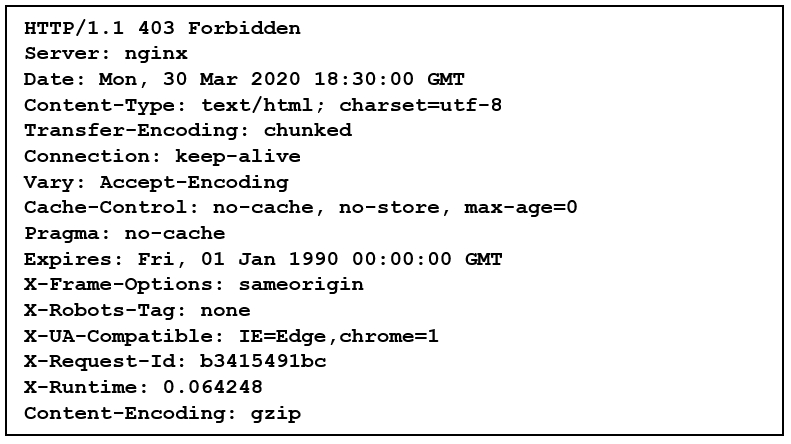 HTTP/1.1 403 Forbidden
Server: nginx
Date: Mon, 30 Mar 2020 18:30:00 GMT
Content-Type: text/html; charset=utf-8
Transfer-Encoding: chunked
Connection: keep-alive
Vary: Accept-Encoding
Cache-Control: no-cache, no-store, max-age=0
Pragma: no-cache
Expires: Fri, 01 Jan 1990 00:00:00 GMT
X-Frame-Options: sameorigin
X-Robots-Tag: none
X-UA-Compatible: IE=Edge,chrome=1
X-Request-Id: b3415491bc
X-Runtime: 0.064248
Content-Encoding: gzip